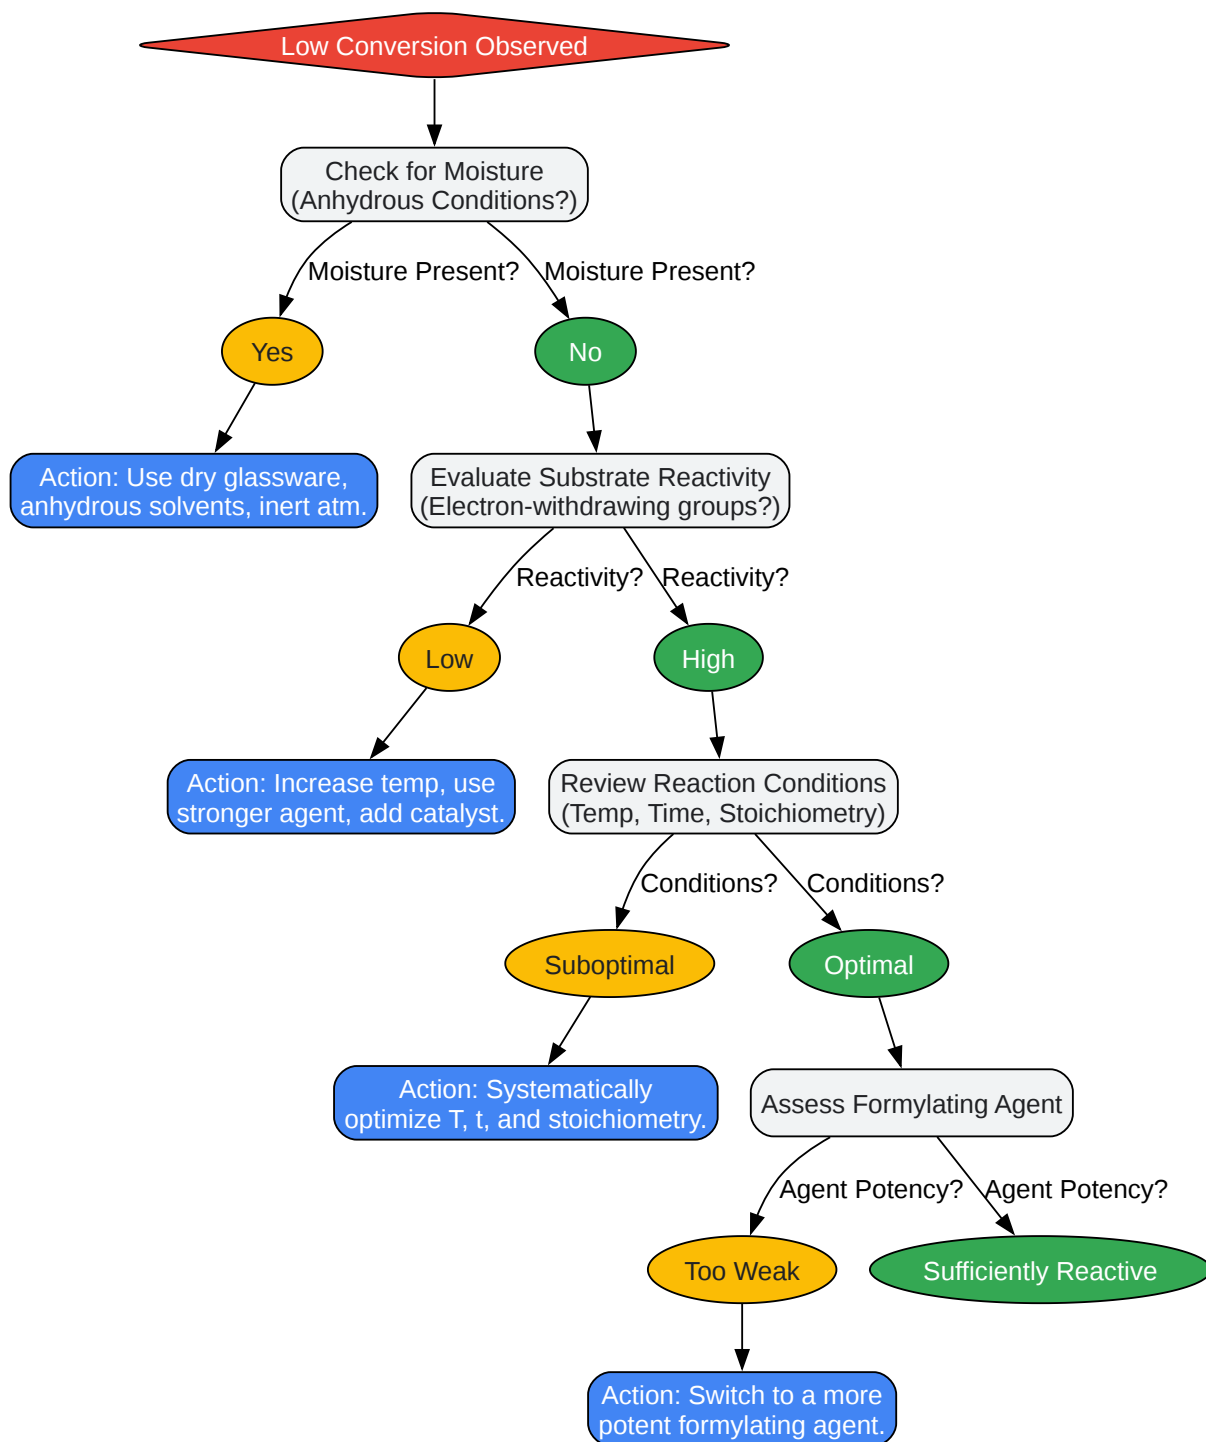 Low Conversion Observed
Check for Moisture
(Anhydrous Conditions?)
Moisture Present?
Moisture Present?
Yes
No
Action: Use dry glassware,
anhydrous solvents, inert atm.
Evaluate Substrate Reactivity
(Electron-withdrawing groups?)
Reactivity?
Reactivity?
Low
High
Action: Increase temp, use
stronger agent, add catalyst.
Review Reaction Conditions
(Temp, Time, Stoichiometry)
Conditions?
Conditions?
Suboptimal
Optimal
Action: Systematically
optimize T, t, and stoichiometry.
Assess Formylating Agent
Agent Potency?
Agent Potency?
Too Weak
Sufficiently Reactive
Action: Switch to a more
potent formylating agent.